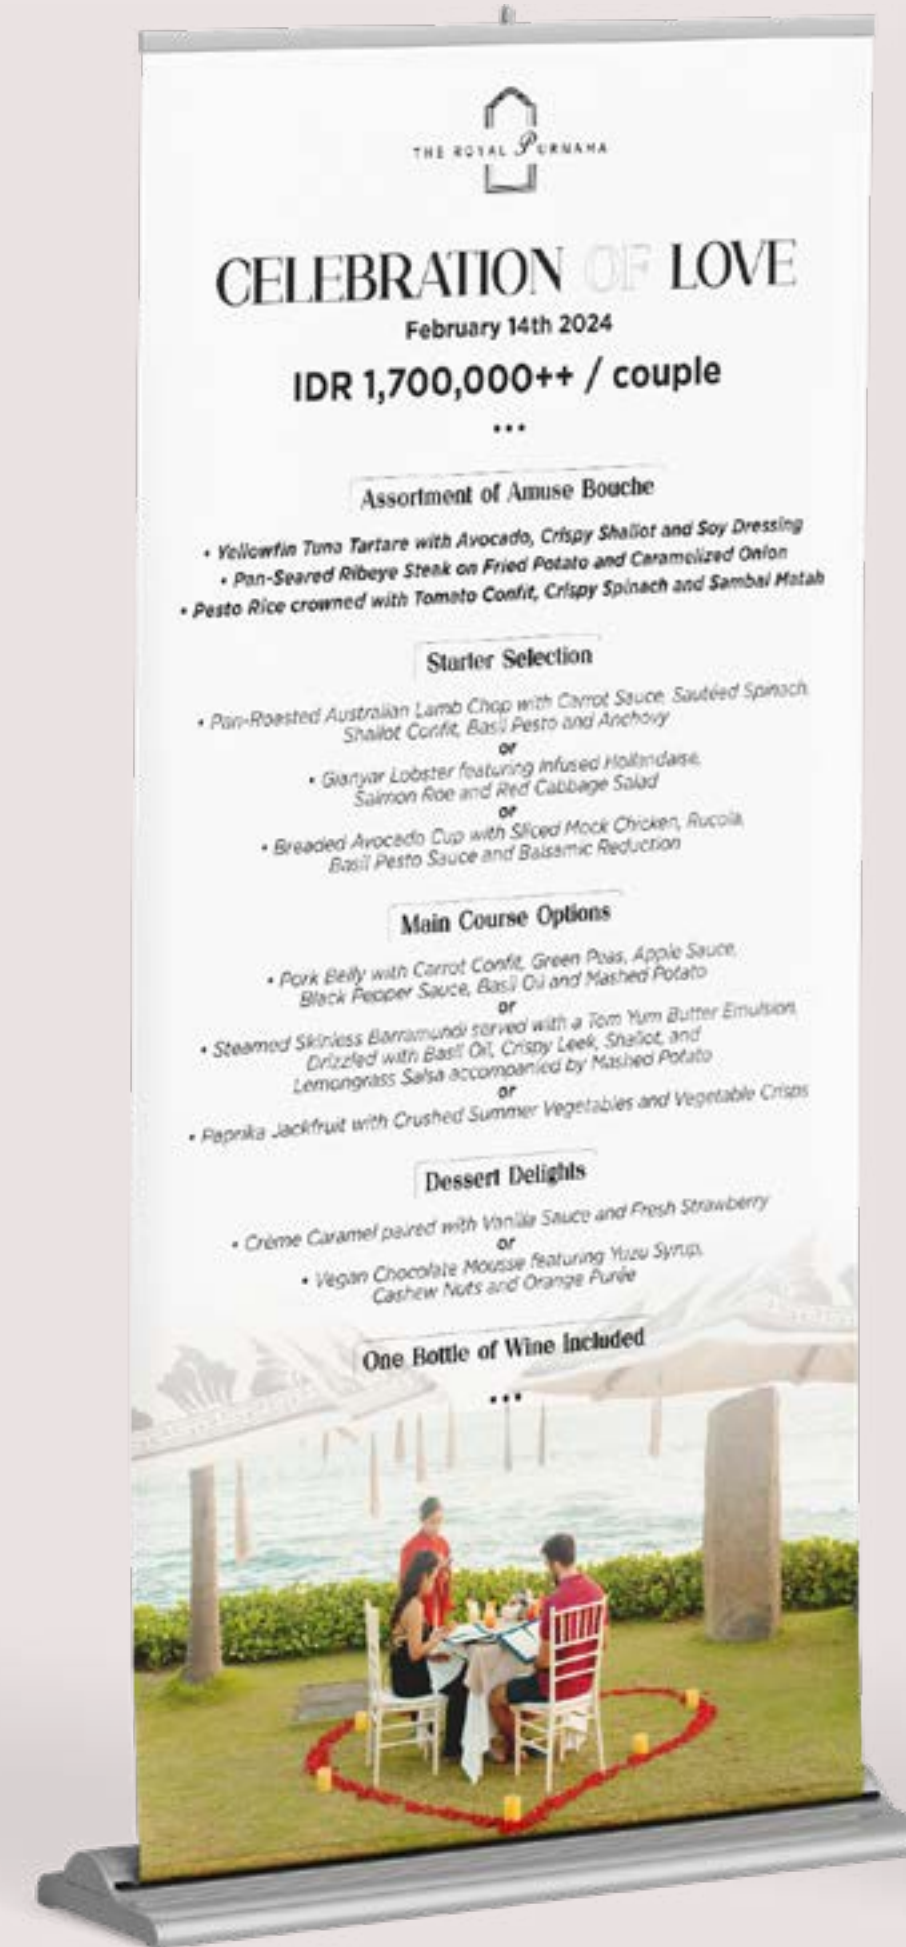 THE ROYAL PURNAMA
CELEBRATION OF LOVE
February 14th 2024
IDR 1,700,000++ / couple
•••
Assortment of Amuse Bouche
• Yellowfin Tuna Tartare with Avocado, Crispy Shallot and Soy Dressing
• Pan-Seared Ribeye Steak on Fried Potato and Caramelized Onion
• Pesto Rice crowned with Tomato Confit, Crispy Spinach and Sambal Matah
Starter Selection
• Pan-Roasted Australian Lamb Chop with Carrot Sauce, Sautéed Spinach,
Shallot Confit, Basil Pesto and Anchovy
or
• Gianyar Lobster featuring Infused Hollandaise,
Salmon Roe and Red Cabbage Salad
or
• Breaded Avocado Cup with Sliced Mock Chicken, Rucola,
Basil Pesto Sauce and Balsamic Reduction
Main Course Options
• Pork Belly with Carrot Confit, Green Peas, Apple Sauce,
Black Pepper Sauce, Basil Oil and Mashed Potato
or
• Steamed Skinless Barramundi served with a Tom Yum Butter Emulsion,
Drizzled with Basil Oil, Crispy Leek, Shallot, and
Lemongrass Salsa accompanied by Mashed Potato
or
• Paprika Jackfruit with Crushed Summer Vegetables and Vegetable Crisps
Dessert Delights
• Crème Caramel paired with Vanilla Sauce and Fresh Strawberry
or
• Vegan Chocolate Mousse featuring Yuzu Syrup,
Cashew Nuts and Orange Purée
One Bottle of Wine Included
•••